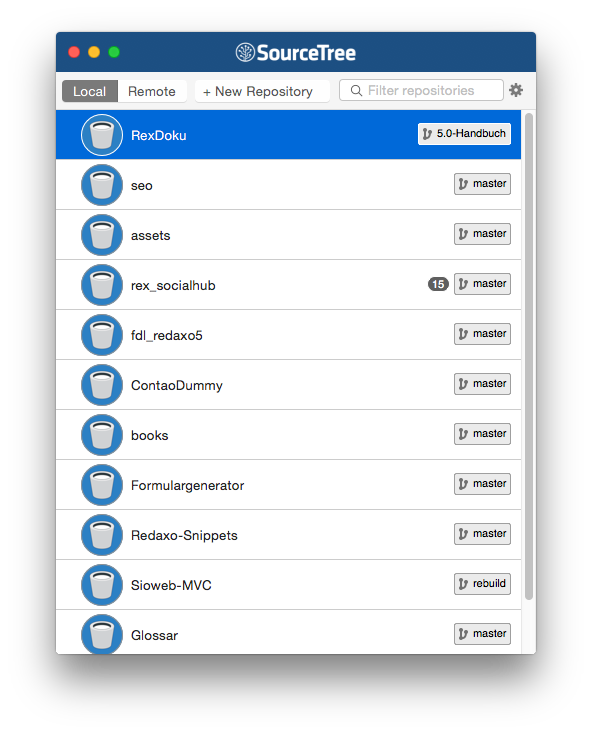 SourceTree
Local Remote + New Repository Filter repositories
RexDoku 5.0-Handbuch
seo master
assets master
rex_socialhub 15 master
fdl_redaxo5 master
ContaoDummy master
books master
Formulargenerator master
Redaxo-Snippets master
Sioweb-MVC rebuild
Glossar master